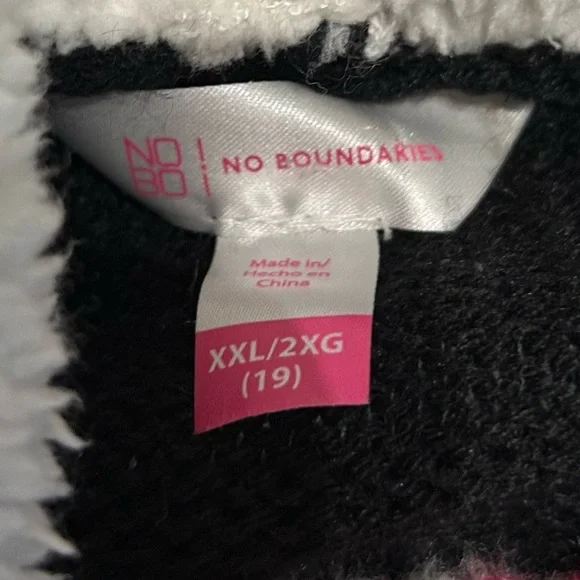 NO
BO
NO BOUNDARIES
Made in/
Hecho en
China
XXL/2XG
(19)